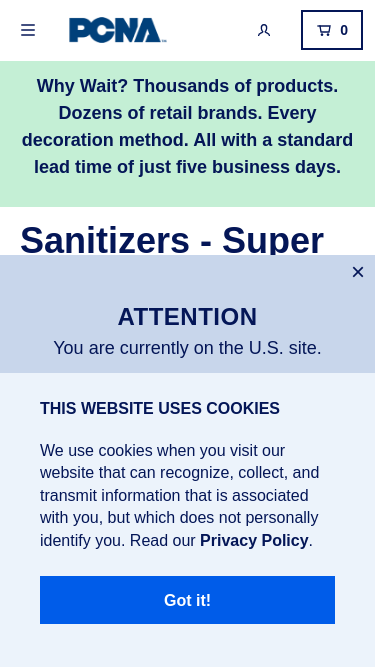 PCNA
0
Why Wait? Thousands of products.
Dozens of retail brands. Every
decoration method. All with a standard
lead time of just five business days.
Sanitizers - Super
×
ATTENTION
You are currently on the U.S. site.
THIS WEBSITE USES COOKIES
We use cookies when you visit our
website that can recognize, collect, and
transmit information that is associated
with you, but which does not personally
identify you. Read our Privacy Policy.
Got it!